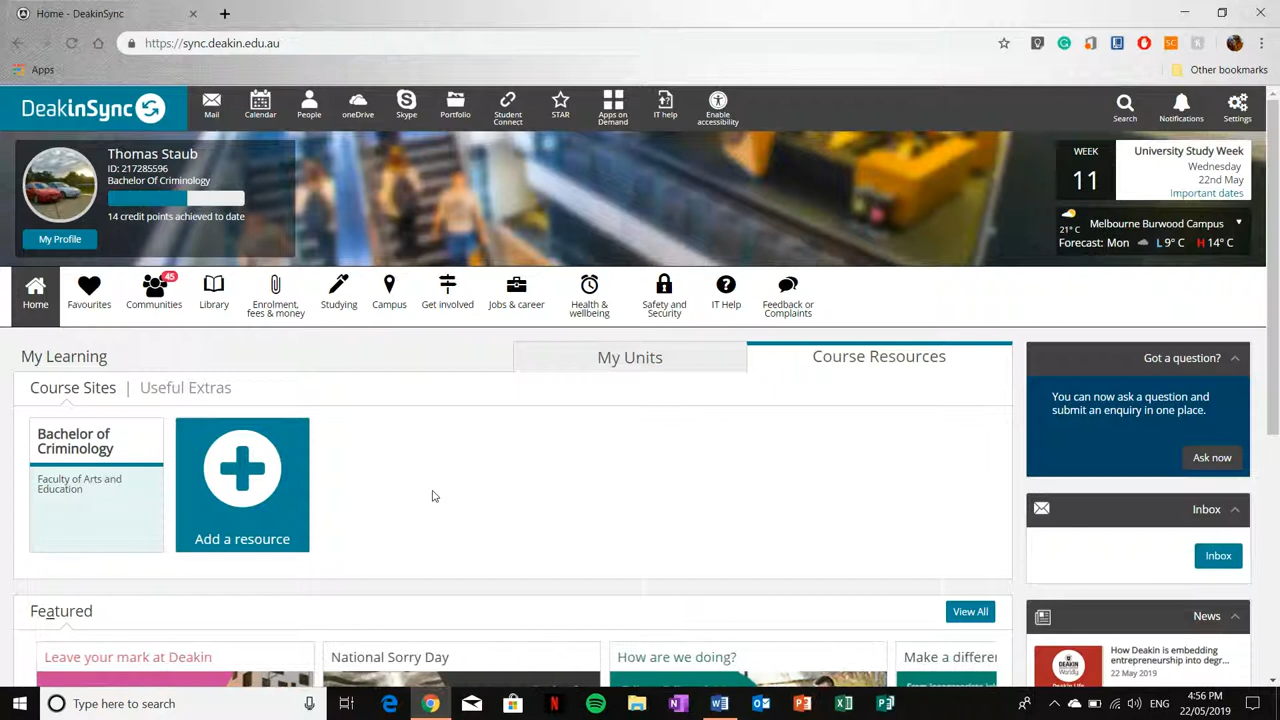 Home - DeakinSync
https://sync.deakin.edu.au
Apps
Other bookmarks
DeakinSync
Mail
Calendar
People
oneDrive
Skype
Portfolio
Student
Connect
STAR
Apps on
Demand
IT help
Enable
accessibility
Search
Notifications
Settings
Thomas Staub
ID: 217285596
Bachelor Of Criminology
14 credit points achieved to date
My Profile
WEEK
11
University Study Week
Wednesday
22nd May
Important dates
21° C
Melbourne Burwood Campus
Forecast: Mon L 9° C H 14° C
Home
Favourites
45
Communities
Library
Enrolment,
fees & money
Studying
Campus
Get involved
Jobs & career
Health &
wellbeing
Safety and
Security
IT Help
Feedback or
Complaints
My Learning
My Units
Course Resources
Course Sites | Useful Extras
Bachelor of
Criminology
Faculty of Arts and
Education
Add a resource
Got a question?
You can now ask a question and
submit an enquiry in one place.
Ask now
Inbox
Inbox
Featured
View All
Leave your mark at Deakin
National Sorry Day
How are we doing?
Make a differen
News
How Deakin is embedding
entrepreneurship into degr...
22 May 2019
DEAKIN
Type here to search
ENG
4:56 PM
22/05/2019